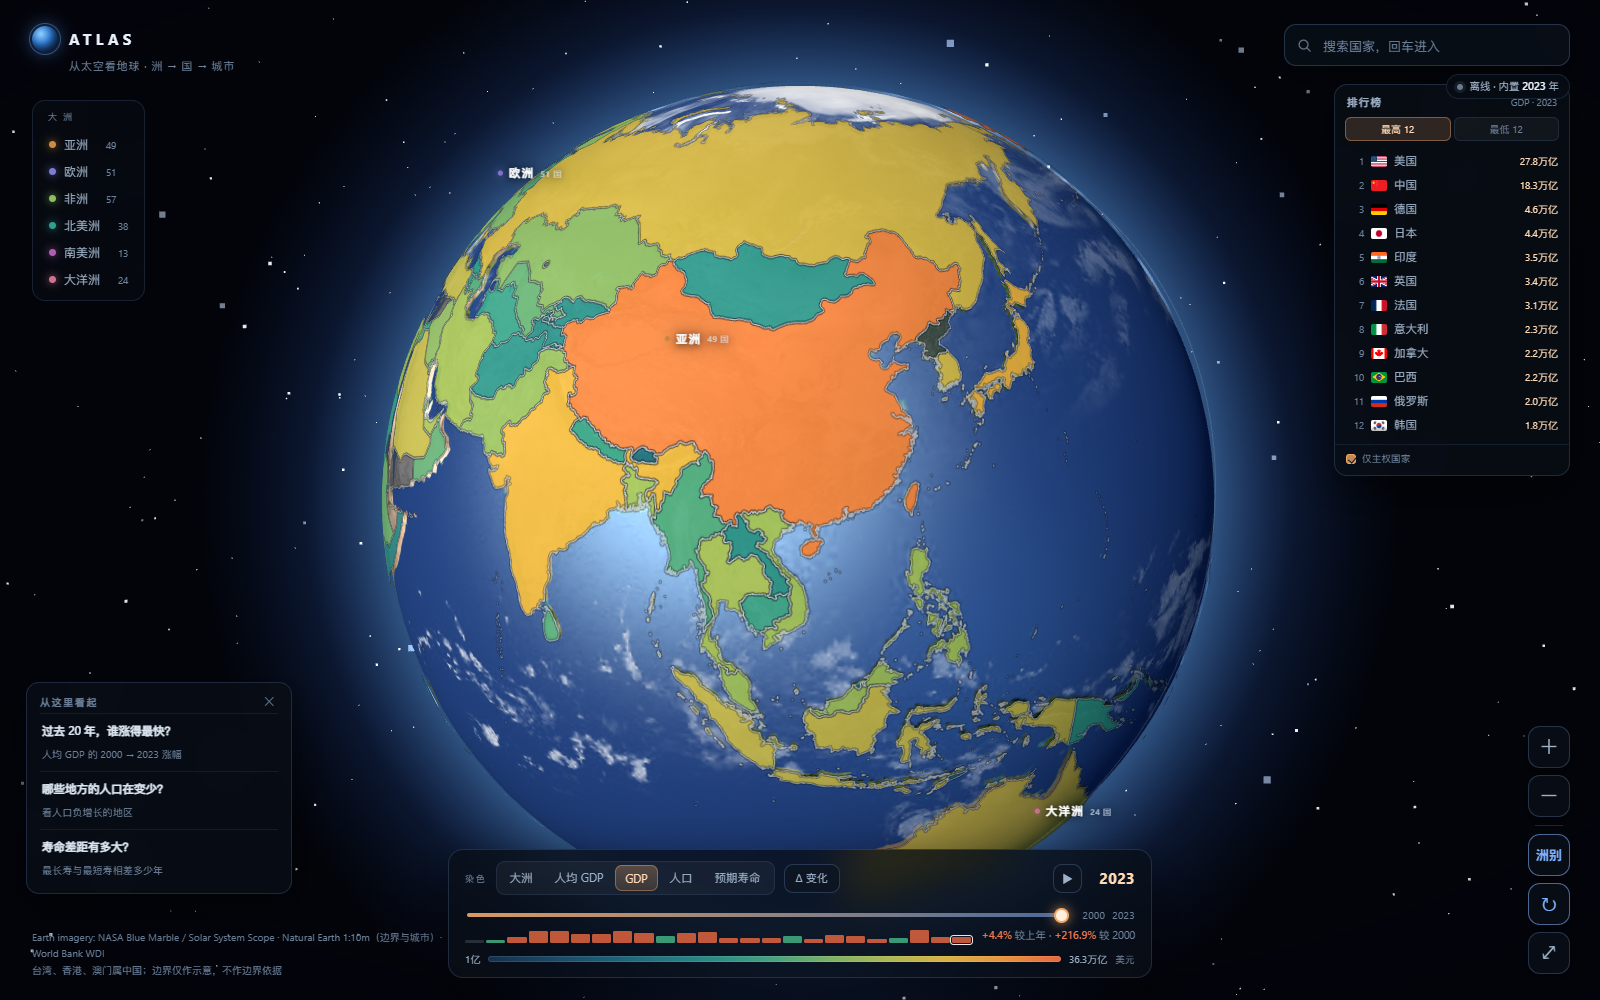 ATLAS
从太空看地球 · 洲 → 国 → 城市
大 洲
亚洲 49
欧洲 51
非洲 57
北美洲 38
南美洲 13
大洋洲 24
搜索国家，回车进入
离线 · 内置 2023 年
排行榜 GDP · 2023
最高 12 最低 12
1 美国 27.8万亿
2 中国 18.3万亿
3 德国 4.6万亿
4 日本 4.4万亿
5 印度 3.5万亿
6 英国 3.4万亿
7 法国 3.1万亿
8 意大利 2.3万亿
9 加拿大 2.2万亿
10 巴西 2.2万亿
11 俄罗斯 2.0万亿
12 韩国 1.8万亿
仅主权国家
欧洲 51 国
亚洲 49 国
大洋洲 24 国
从这里看起
过去 20 年，谁涨得最快?
人均 GDP 的 2000 → 2023 涨幅
哪些地方的人口在变少?
看人口负增长的地区
寿命差距有多大?
最长寿与最短寿相差多少年
洲别
染色 大洲 人均 GDP GDP 人口 预期寿命 Δ 变化 2023
2000 2023
+4.4% 较上年 · +216.9% 较 2000
1亿 36.3万亿 美元
Earth imagery: NASA Blue Marble / Solar System Scope · Natural Earth 1:10m（边界与城市） ·
World Bank WDI
台湾、香港、澳门属中国；边界仅作示意，不作边界依据